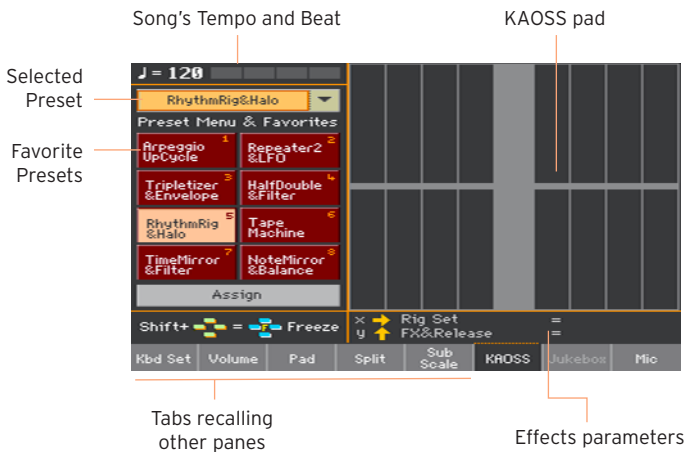 Song's Tempo and Beat
KAOSS pad
Selected
Preset
Favorite
Presets
♩= 120
RhythmRig&Halo
Preset Menu & Favorites
Arpeggio 1
UpCycle
Repeater2 2
&LFO
Tripletizer 3
&Envelope
HalfDouble 4
&Filter
RhythmRig 5
&Halo
Tape 6
Machine
TimeMirror 7
&Filter
NoteMirror 8
&Balance
Assign
Shift+ = F Freeze
x Rig Set =
y FX&Release =
Kbd Set Volume Pad Split Sub Scale KAOSS Jukebox Mic
Tabs recalling
other panes
Effects parameters